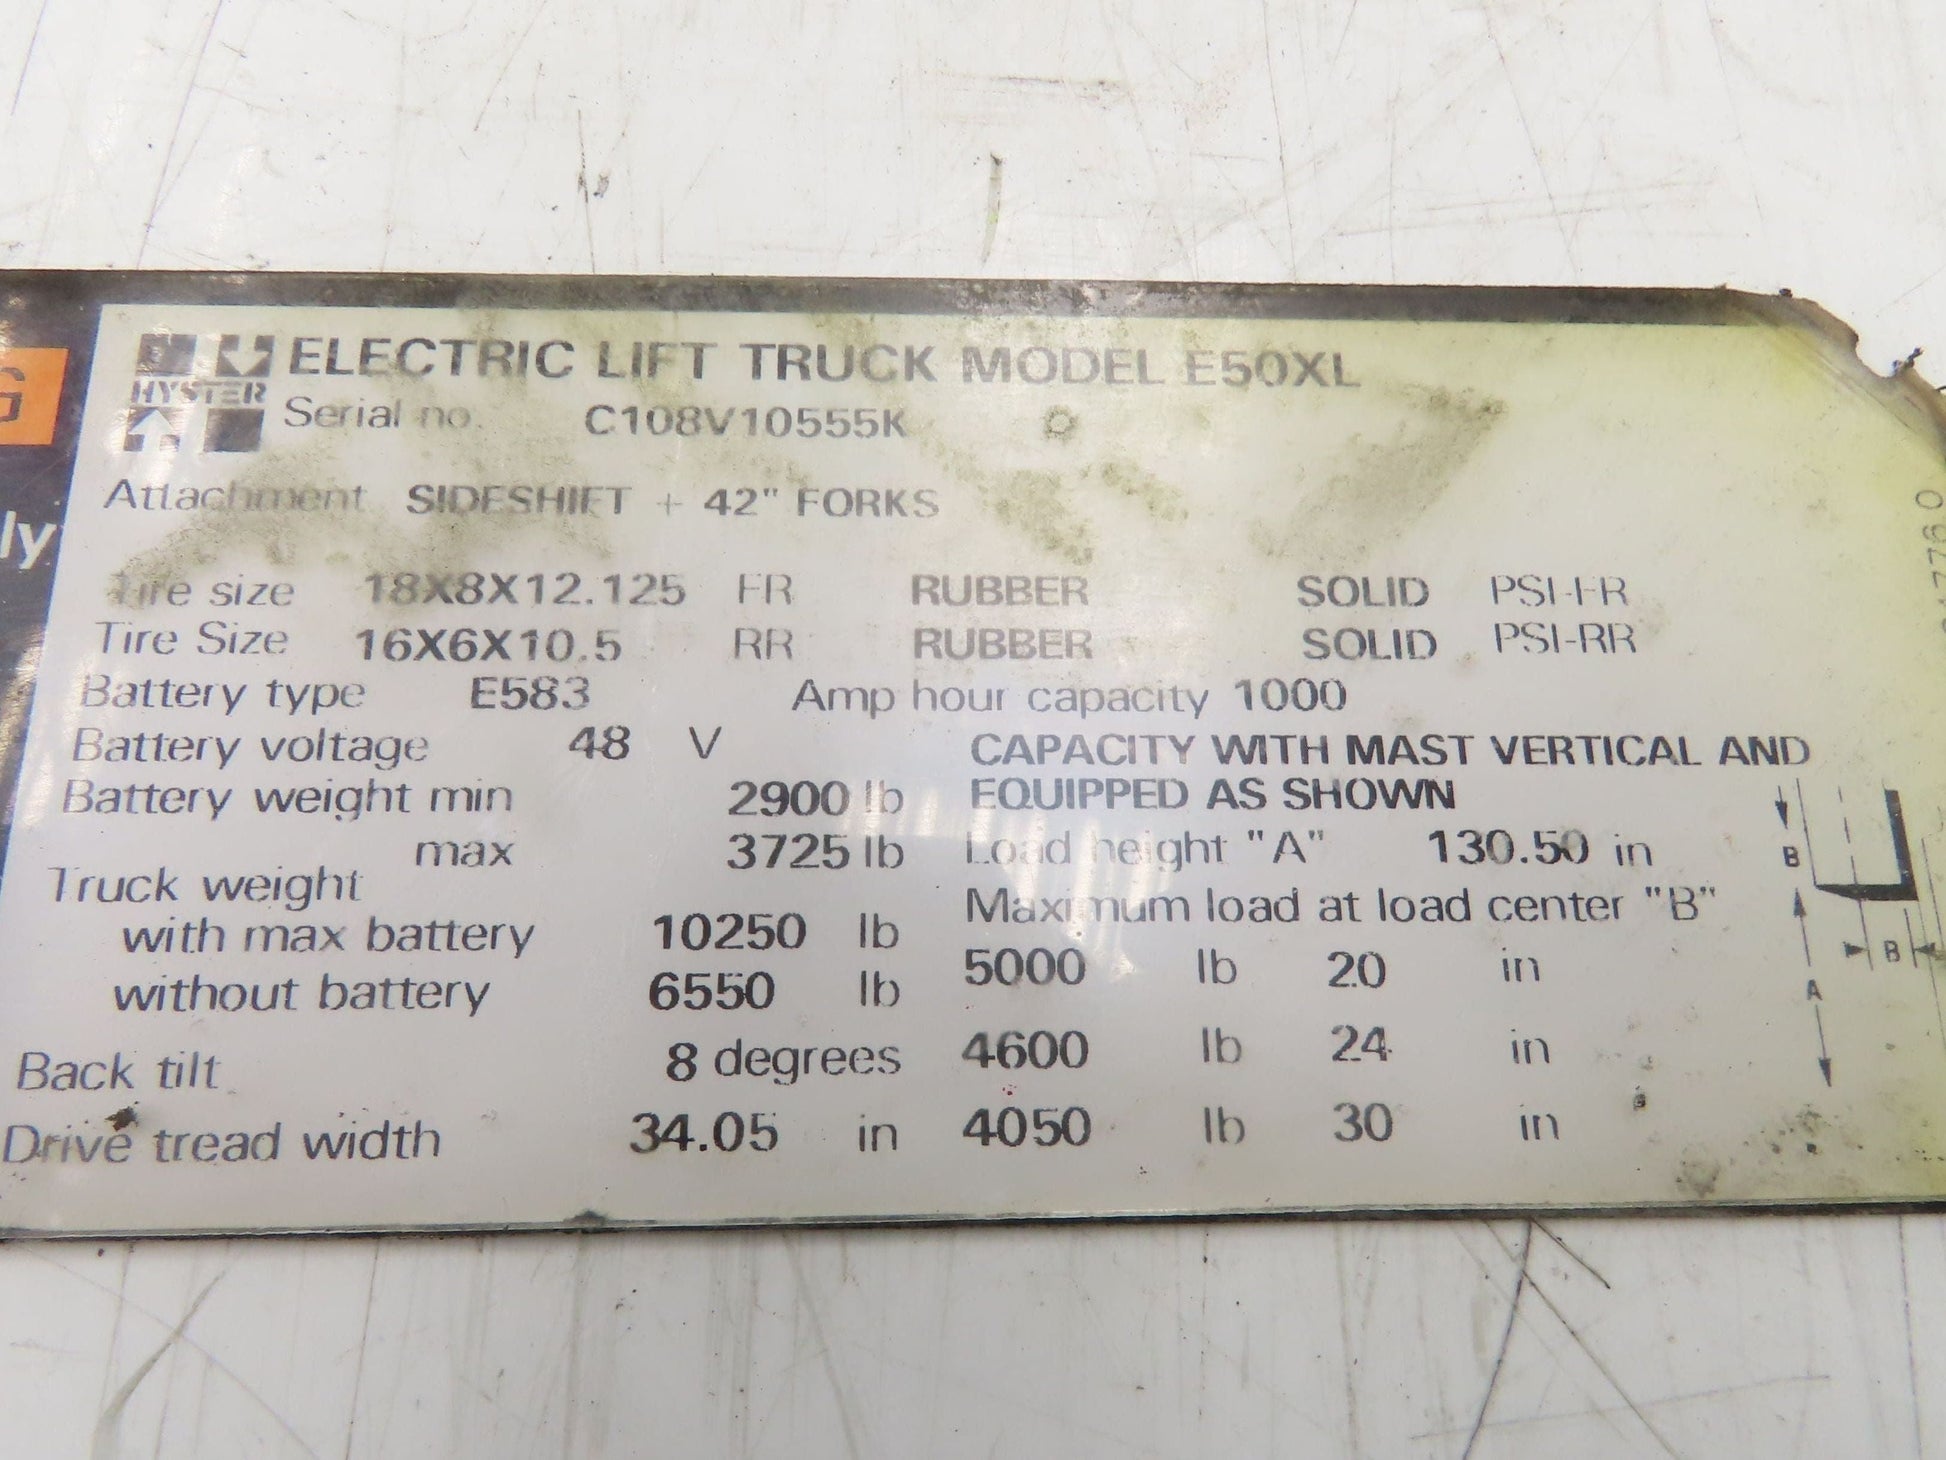 G
ly
HYSTER
ELECTRIC LIFT TRUCK MODEL E50XL
Serial no. C108V10555K
Attachment SIDESHIFT + 42" FORKS
Tire size 18X8X12.125 FR RUBBER SOLID PSI-FR
Tire Size 16X6X10.5 RR RUBBER SOLID PSI-RR
Battery type E583 Amp hour capacity 1000
Battery voltage 48 V
Battery weight min 2900 lb
max 3725 lb
Truck weight
with max battery 10250 lb
without battery 6550 lb
Back tilt 8 degrees
Drive tread width 34.05 in
CAPACITY WITH MAST VERTICAL AND
EQUIPPED AS SHOWN
Load height "A" 130.50 in
Maximum load at load center "B"
5000 lb 20 in
4600 lb 24 in
4050 lb 30 in
B
B
A